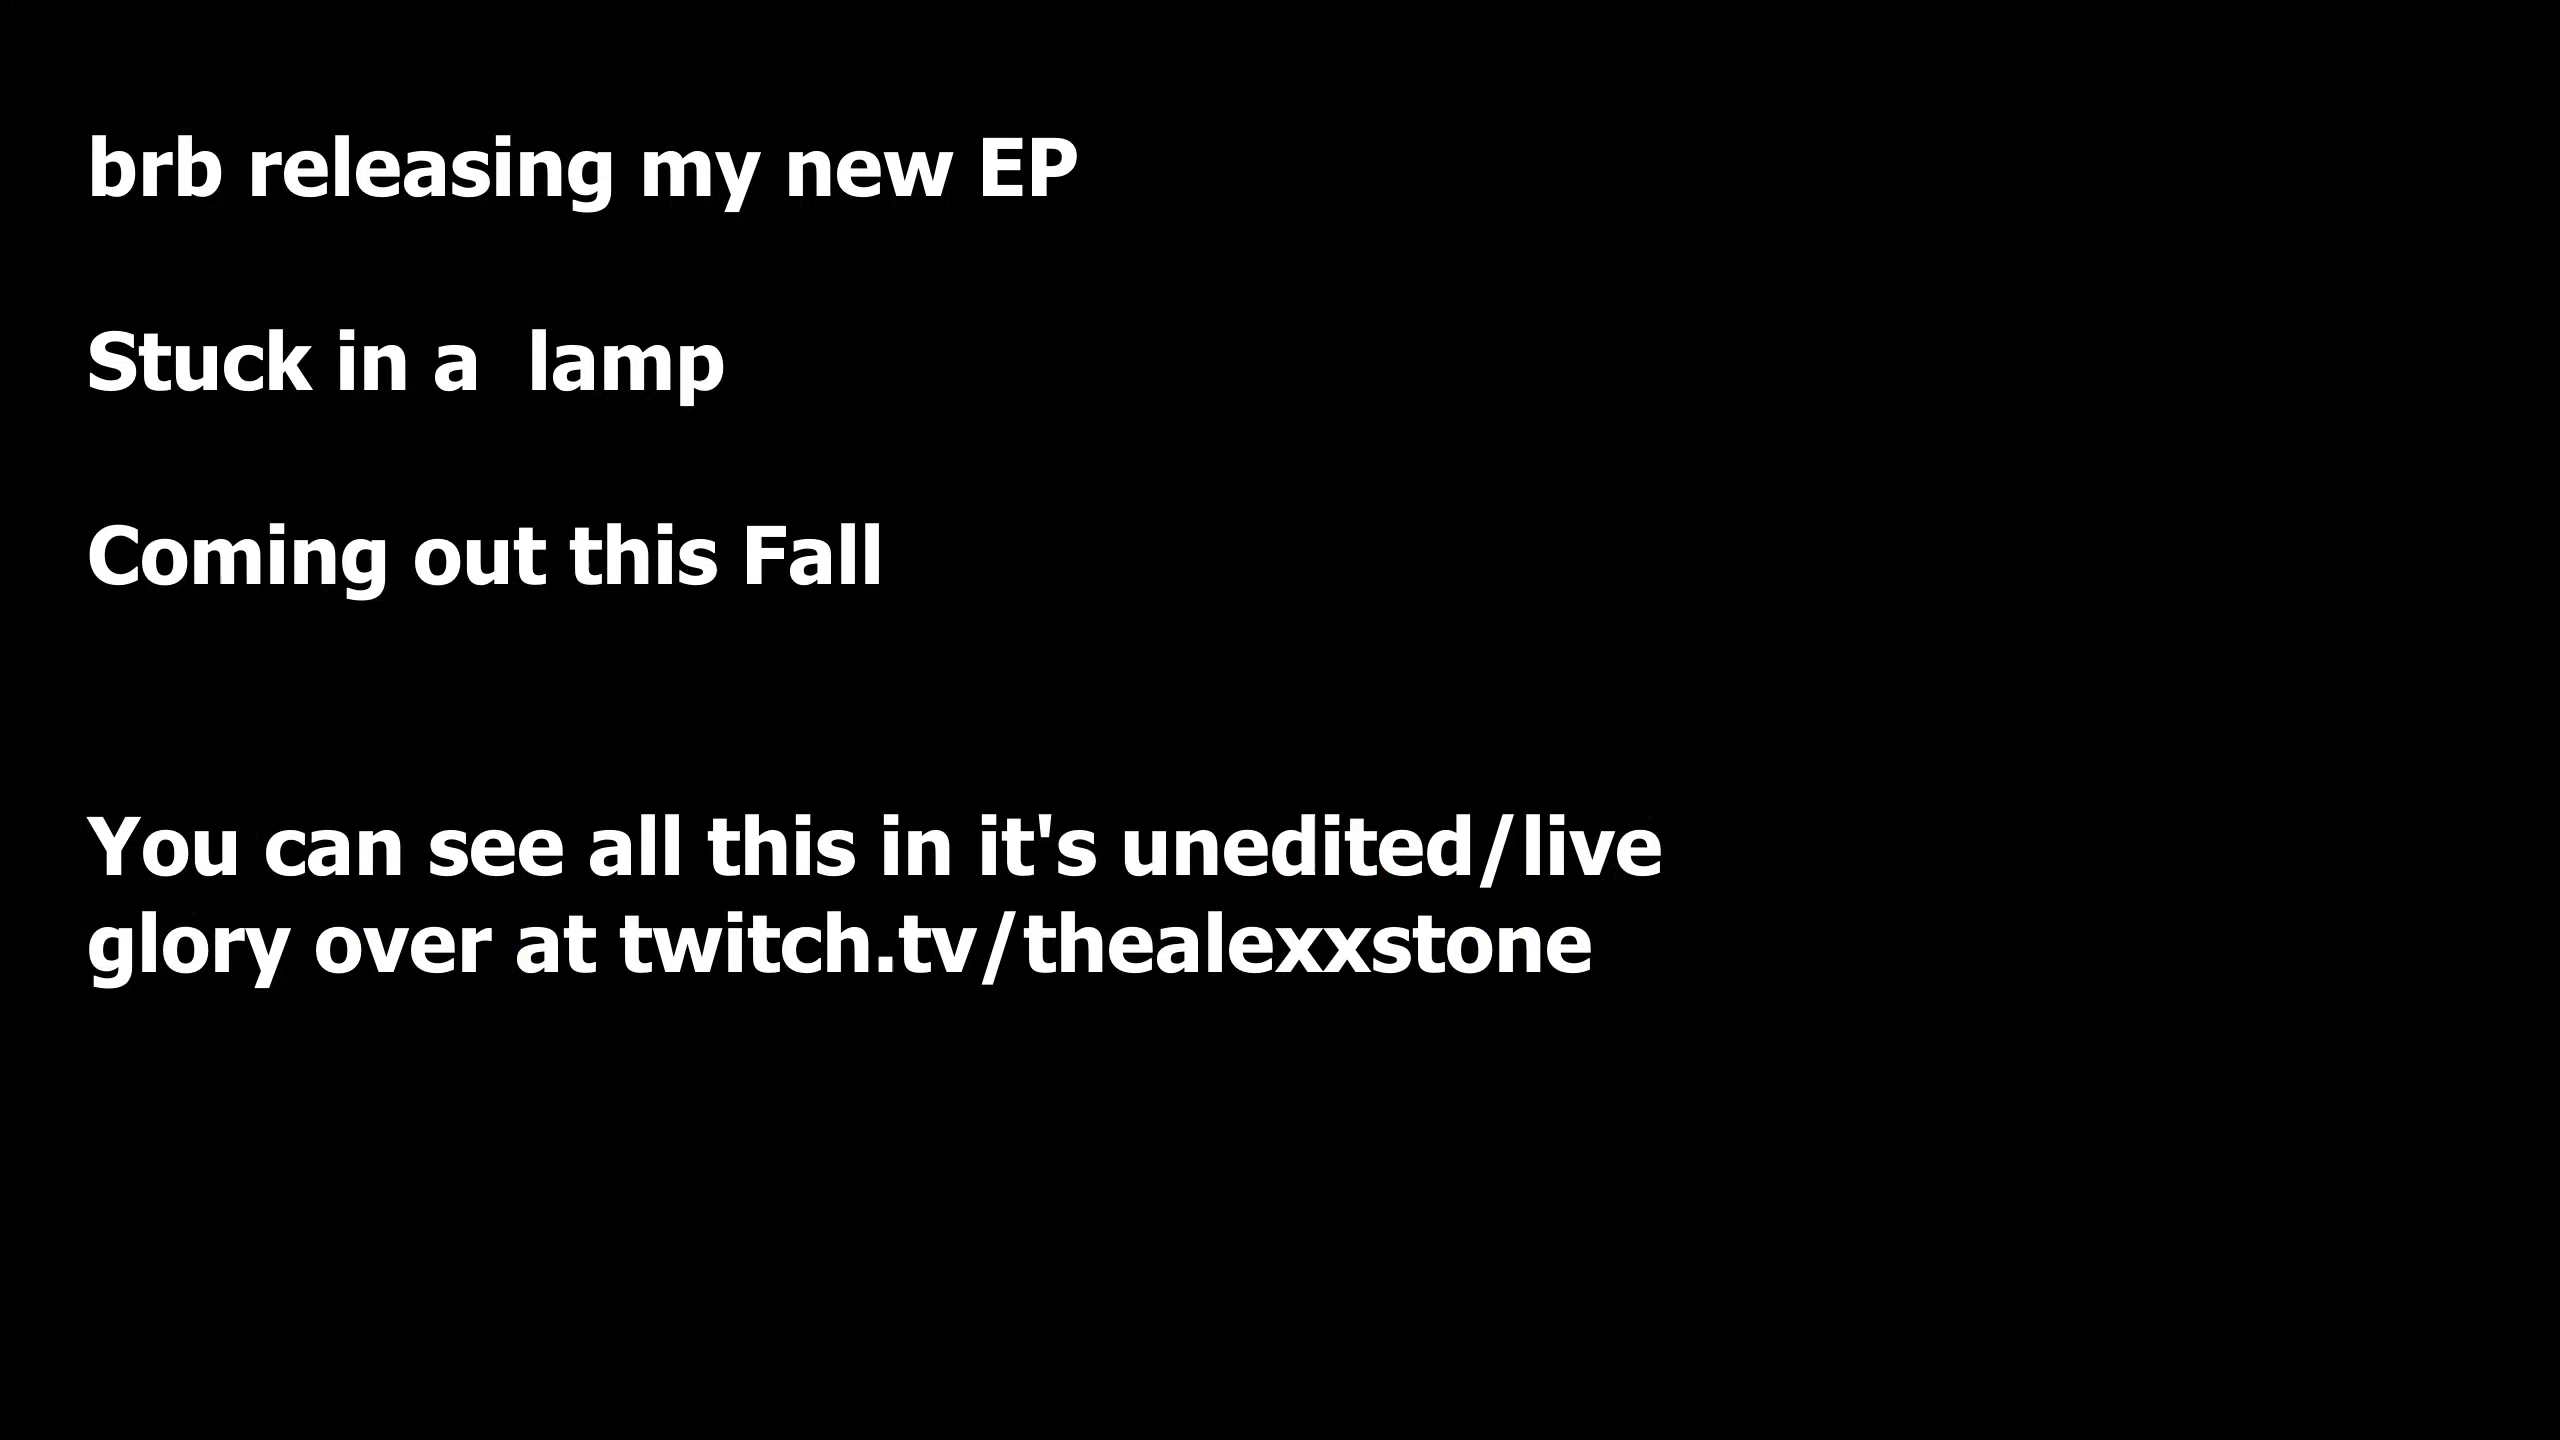 brb releasing my new EP
Stuck in a  lamp
Coming out this Fall
You can see all this in it's unedited/live
glory over at twitch.tv/thealexxstone